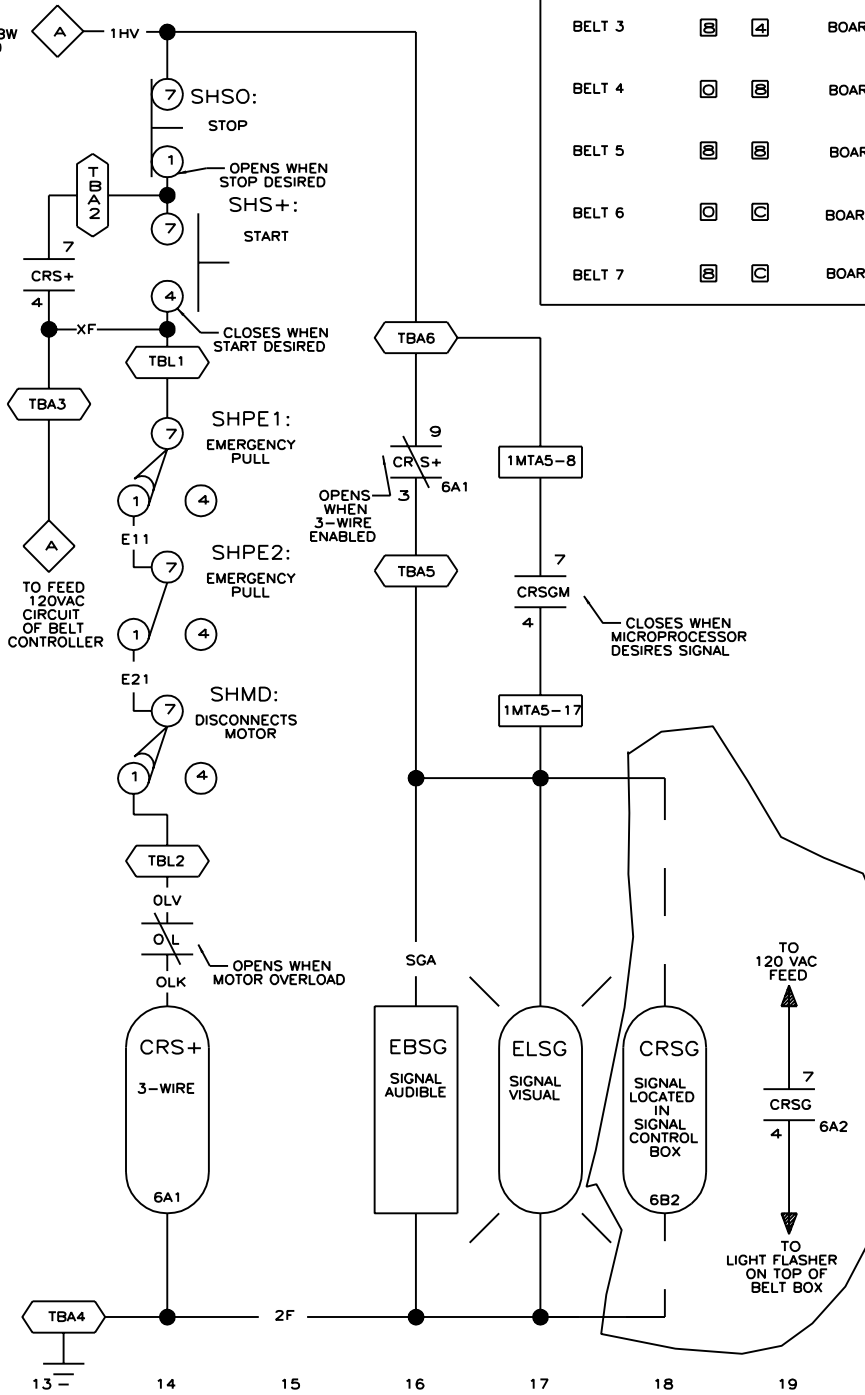 BW
A
1HV
BELT 3 8 4 BOAR
BELT 4 0 8 BOAR
BELT 5 8 8 BOAR
BELT 6 0 C BOAR
BELT 7 8 C BOAR
7
SHSO:
STOP
1
OPENS WHEN
STOP DESIRED
TBA2
SHS+:
7
START
7
CRS+
4
4
CLOSES WHEN
START DESIRED
XF
TBL1
TBA3
TBA6
SHPE1:
7
EMERGENCY
PULL
1
4
E11
9
CRS+
3
6A1
OPENS
WHEN
3-WIRE
ENABLED
1MTA5-8
A
TO FEED
120VAC
CIRCUIT
OF BELT
CONTROLLER
SHPE2:
7
EMERGENCY
PULL
1
4
E21
TBA5
7
CRSGM
4
CLOSES WHEN
MICROPROCESSOR
DESIRES SIGNAL
SHMD:
7
DISCONNECTS
MOTOR
1
4
1MTA5-17
TBL2
OLV
OL
OPENS WHEN
MOTOR OVERLOAD
OLK
SGA
TO
120 VAC
FEED
CRS+
3-WIRE
6A1
EBSG
SIGNAL
AUDIBLE
ELSG
SIGNAL
VISUAL
CRSG
SIGNAL
LOCATED
IN
SIGNAL
CONTROL
BOX
6B2
7
CRSG
4
6A2
TO
LIGHT FLASHER
ON TOP OF
BELT BOX
TBA4
2F
13- 14 15 16 17 18 19